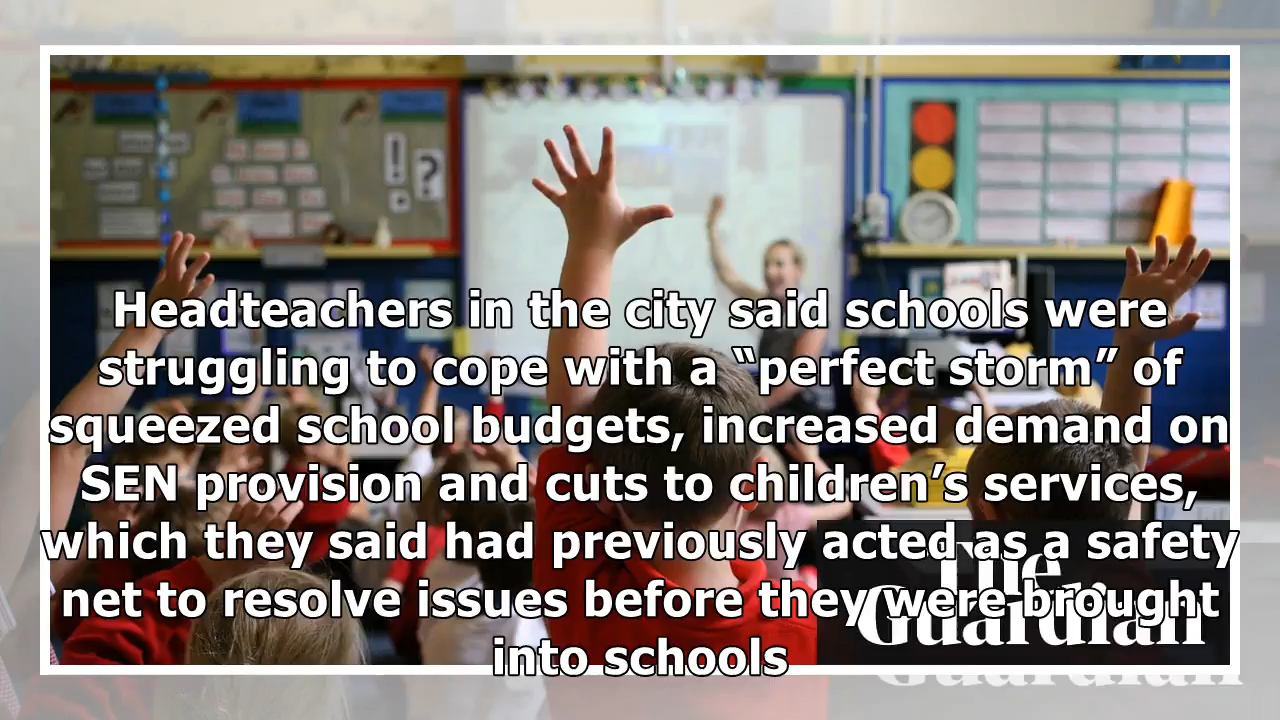 Headteachers in the city said schools were
struggling to cope with a “perfect storm” of
squeezed school budgets, increased demand on
SEN provision and cuts to children’s services,
which they said had previously acted as a safety
net to resolve issues before they were brought
into schools
! ?
The
Guardian
Guardian